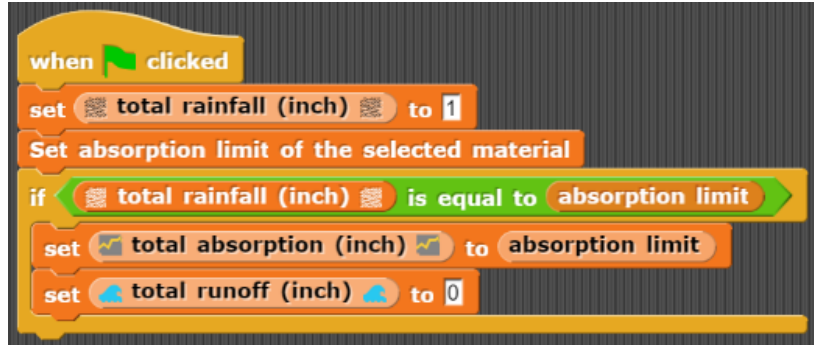 when clicked
set total rainfall (inch) to 1
Set absorption limit of the selected material
if total rainfall (inch) is equal to absorption limit
set total absorption (inch) to absorption limit
set total runoff (inch) to 0